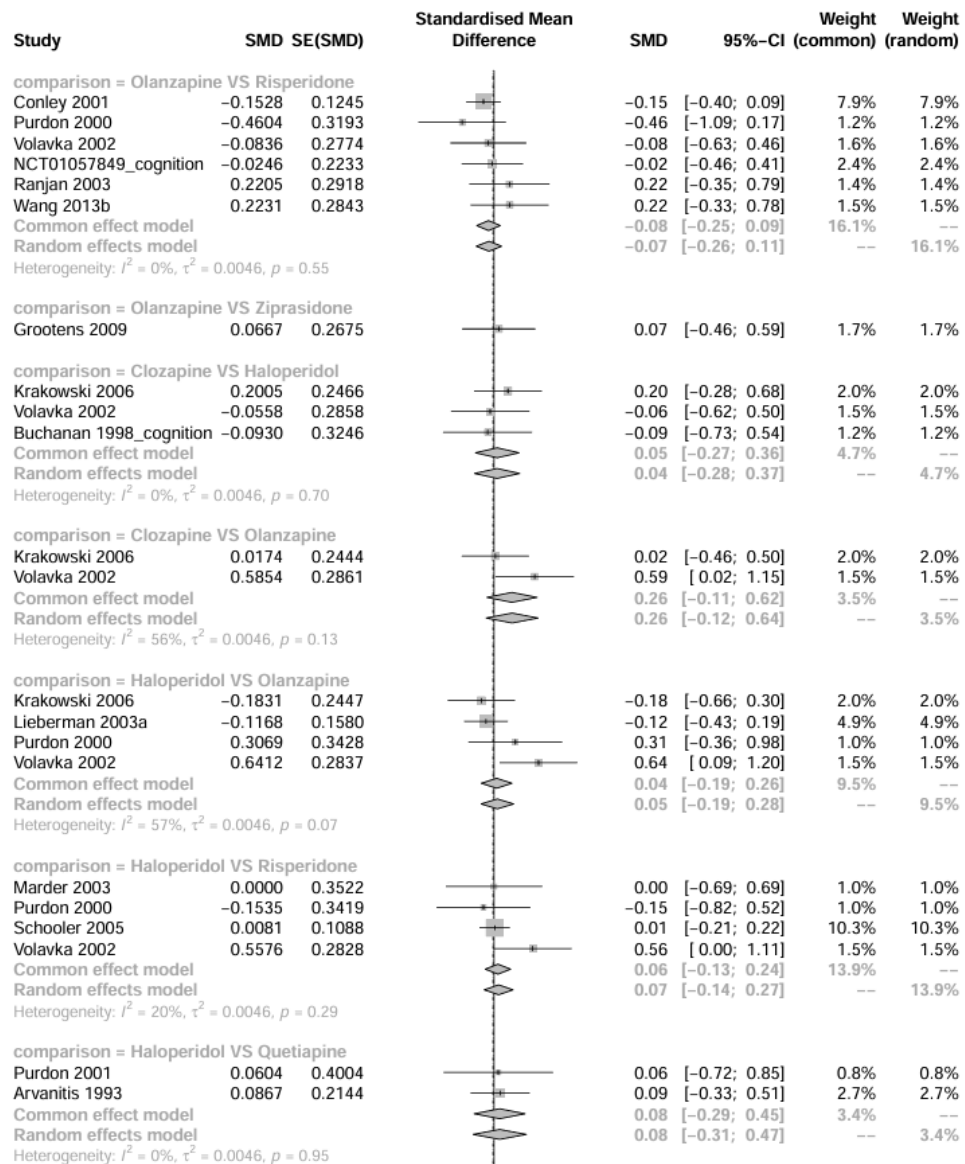 Standardised Mean Weight Weight
Study SMD SE(SMD) Difference SMD 95%−CI (common) (random)
comparison = Olanzapine VS Risperidone
Conley 2001 −0.1528 0.1245 −0.15 [−0.40; 0.09] 7.9% 7.9%
Purdon 2000 −0.4604 0.3193 −0.46 [−1.09; 0.17] 1.2% 1.2%
Volavka 2002 −0.0836 0.2774 −0.08 [−0.63; 0.46] 1.6% 1.6%
NCT01057849_cognition −0.0246 0.2233 −0.02 [−0.46; 0.41] 2.4% 2.4%
Ranjan 2003 0.2205 0.2918 0.22 [−0.35; 0.79] 1.4% 1.4%
Wang 2013b 0.2231 0.2843 0.22 [−0.33; 0.78] 1.5% 1.5%
Common effect model −0.08 [−0.25; 0.09] 16.1% −−
Random effects model −0.07 [−0.26; 0.11] −− 16.1%
Heterogeneity: I² = 0%, τ² = 0.0046, p = 0.55
comparison = Olanzapine VS Ziprasidone
Grootens 2009 0.0667 0.2675 0.07 [−0.46; 0.59] 1.7% 1.7%
comparison = Clozapine VS Haloperidol
Krakowski 2006 0.2005 0.2466 0.20 [−0.28; 0.68] 2.0% 2.0%
Volavka 2002 −0.0558 0.2858 −0.06 [−0.62; 0.50] 1.5% 1.5%
Buchanan 1998_cognition −0.0930 0.3246 −0.09 [−0.73; 0.54] 1.2% 1.2%
Common effect model 0.05 [−0.27; 0.36] 4.7% −−
Random effects model 0.04 [−0.28; 0.37] −− 4.7%
Heterogeneity: I² = 0%, τ² = 0.0046, p = 0.70
comparison = Clozapine VS Olanzapine
Krakowski 2006 0.0174 0.2444 0.02 [−0.46; 0.50] 2.0% 2.0%
Volavka 2002 0.5854 0.2861 0.59 [ 0.02; 1.15] 1.5% 1.5%
Common effect model 0.26 [−0.11; 0.62] 3.5% −−
Random effects model 0.26 [−0.12; 0.64] −− 3.5%
Heterogeneity: I² = 56%, τ² = 0.0046, p = 0.13
comparison = Haloperidol VS Olanzapine
Krakowski 2006 −0.1831 0.2447 −0.18 [−0.66; 0.30] 2.0% 2.0%
Lieberman 2003a −0.1168 0.1580 −0.12 [−0.43; 0.19] 4.9% 4.9%
Purdon 2000 0.3069 0.3428 0.31 [−0.36; 0.98] 1.0% 1.0%
Volavka 2002 0.6412 0.2837 0.64 [ 0.09; 1.20] 1.5% 1.5%
Common effect model 0.04 [−0.19; 0.26] 9.5% −−
Random effects model 0.05 [−0.19; 0.28] −− 9.5%
Heterogeneity: I² = 57%, τ² = 0.0046, p = 0.07
comparison = Haloperidol VS Risperidone
Marder 2003 0.0000 0.3522 0.00 [−0.69; 0.69] 1.0% 1.0%
Purdon 2000 −0.1535 0.3419 −0.15 [−0.82; 0.52] 1.0% 1.0%
Schooler 2005 0.0081 0.1088 0.01 [−0.21; 0.22] 10.3% 10.3%
Volavka 2002 0.5576 0.2828 0.56 [ 0.00; 1.11] 1.5% 1.5%
Common effect model 0.06 [−0.13; 0.24] 13.9% −−
Random effects model 0.07 [−0.14; 0.27] −− 13.9%
Heterogeneity: I² = 20%, τ² = 0.0046, p = 0.29
comparison = Haloperidol VS Quetiapine
Purdon 2001 0.0604 0.4004 0.06 [−0.72; 0.85] 0.8% 0.8%
Arvanitis 1993 0.0867 0.2144 0.09 [−0.33; 0.51] 2.7% 2.7%
Common effect model 0.08 [−0.29; 0.45] 3.4% −−
Random effects model 0.08 [−0.31; 0.47] −− 3.4%
Heterogeneity: I² = 0%, τ² = 0.0046, p = 0.95